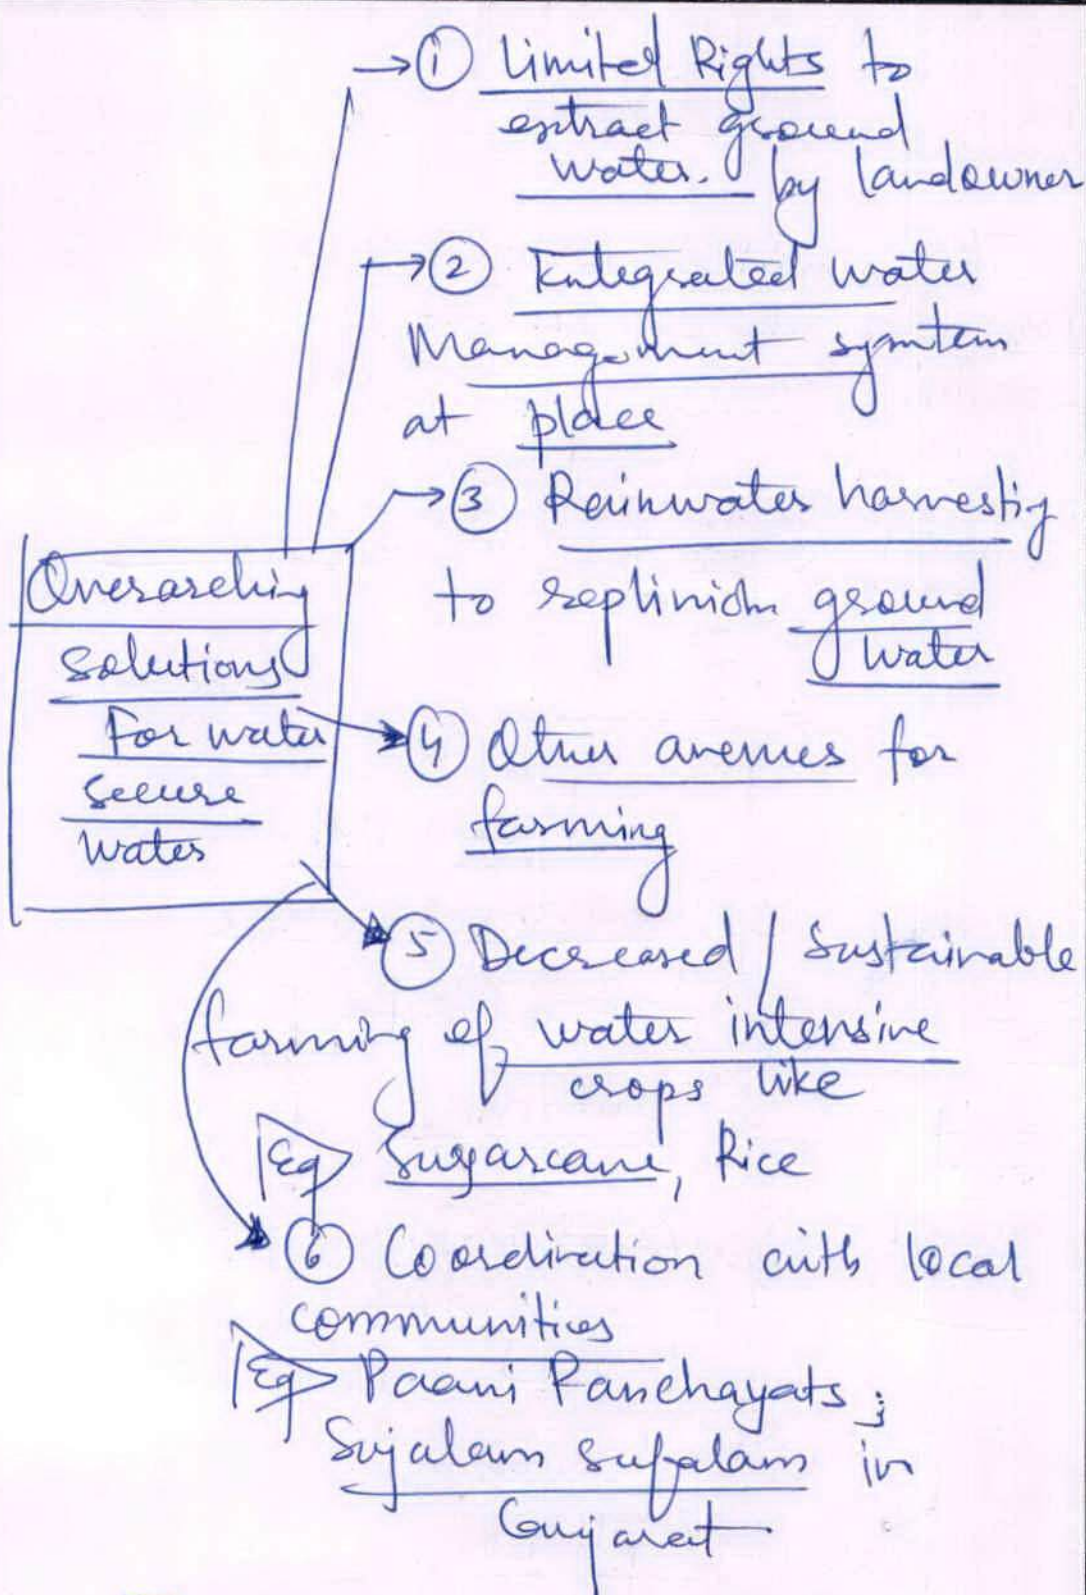 ① Limited Rights to
extract ground
water. by landowner
② Integrated water
Management system
at place
③ Rainwater harvestig
to replinish ground
water
Overarching
solutions
For water
secure
water
④ Other avenues for
farming
⑤ Decreased / Sustainable
farming of water intensive
crops like
Eg Sugarcane, Rice
⑥ Coordination with local
communities
Eg Paani Panchayats ;
Sujalam sufalam in
Gujarat